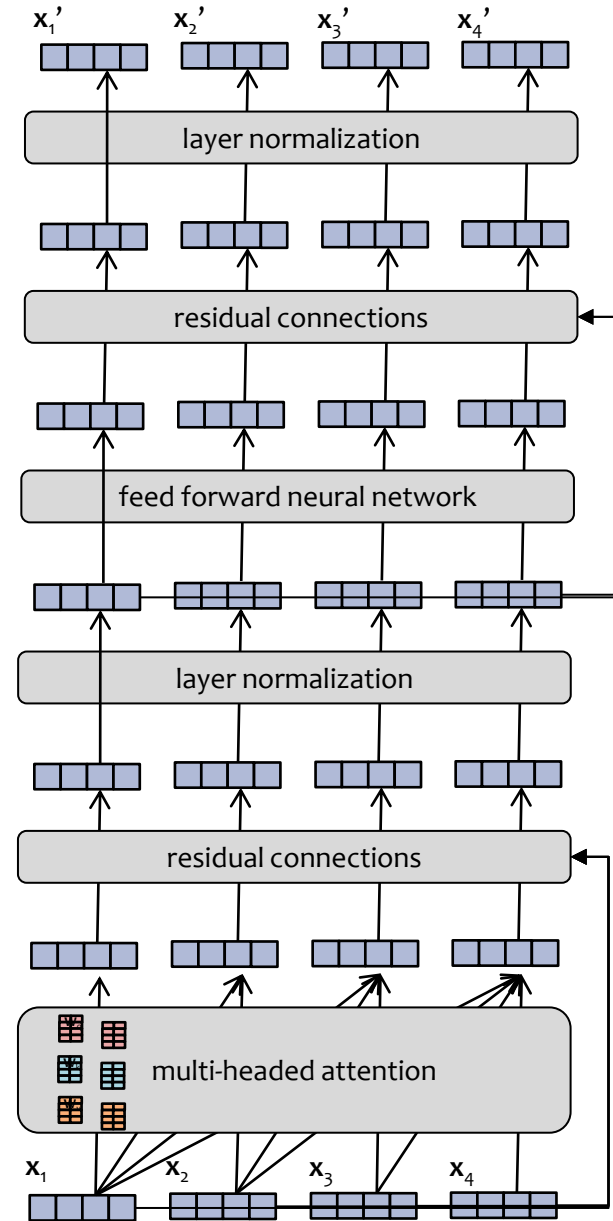 x₁’ x₂’ x₃’ x₄’
layer normalization
residual connections
feed forward neural network
layer normalization
residual connections
multi-headed attention
x₁ x₂ x₃ x₄